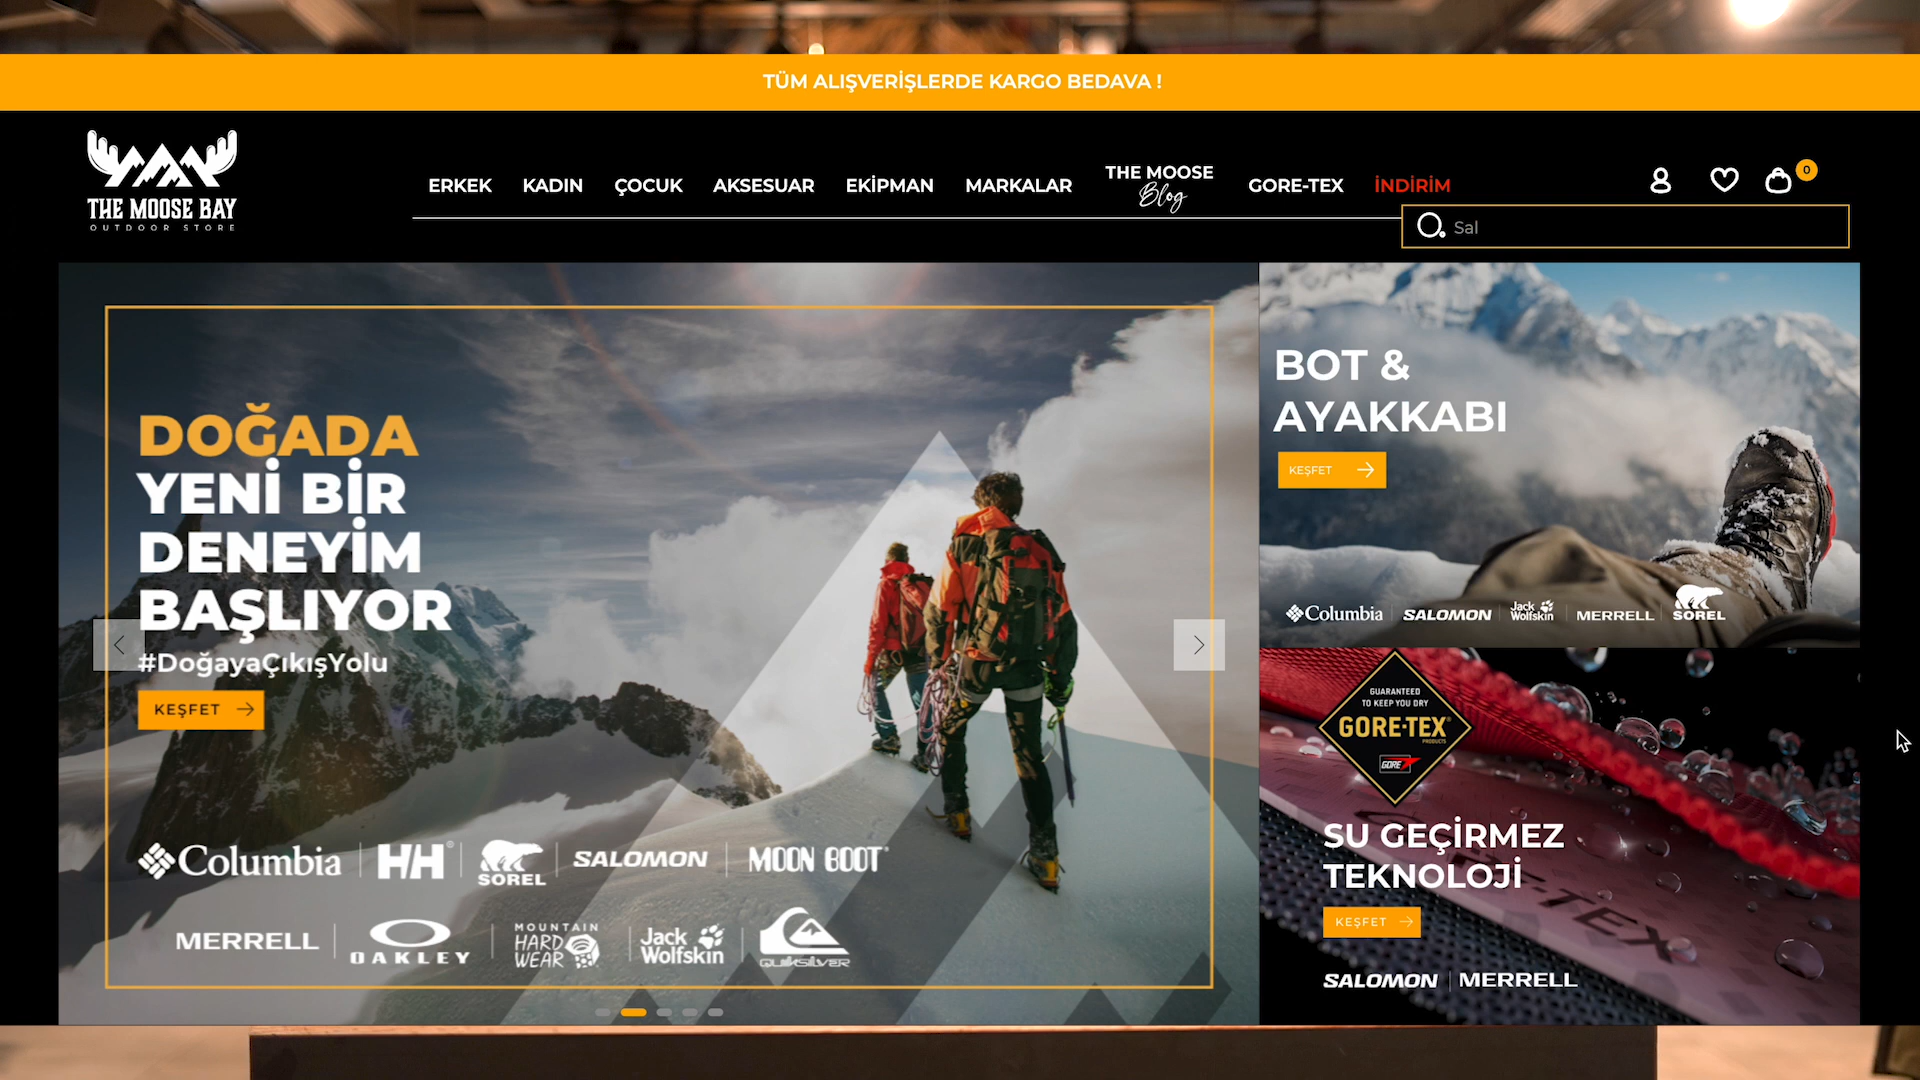 TÜM ALIŞVERİŞLERDE KARGO BEDAVA !
THE MOOSE BAY
OUTDOOR STORE
ERKEK KADIN ÇOCUK AKSESUAR EKİPMAN MARKALAR THE MOOSE Blog GORE-TEX İNDİRİM
0
Sal
DOĞADA
YENİ BİR
DENEYİM
BAŞLIYOR
#DoğayaÇıkışYolu
KEŞFET
Columbia HH® SOREL SALOMON MOON BOOT®
MERRELL OAKLEY MOUNTAIN HARD WEAR Jack Wolfskin QUIKSILVER
BOT &
AYAKKABI
KEŞFET
Columbia SALOMON Jack Wolfskin MERRELL SOREL
GUARANTEED
TO KEEP YOU DRY
GORE-TEX®
PRODUCTS
GORE
SU GEÇİRMEZ
TEKNOLOJİ
KEŞFET
SALOMON MERRELL